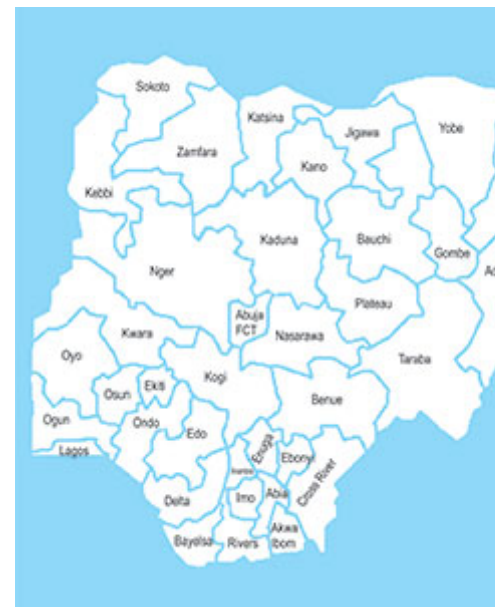 Sokoto
Katsina
Jigawa
Yobe
Zamfara
Kano
Kebbi
Kaduna
Bauchi
Gombe
Nger
Plateau
Abuja
FCT
Kwara
Nasarawa
Oyo
Taraba
Kogi
Osun
Ekiti
Benue
Ogun
Ondo
Edo
Lagos
Enuga
Ebonyi
Cross River
Delta
Imo
Abia
Bayelsa
Rivers
Akwa
Ibom